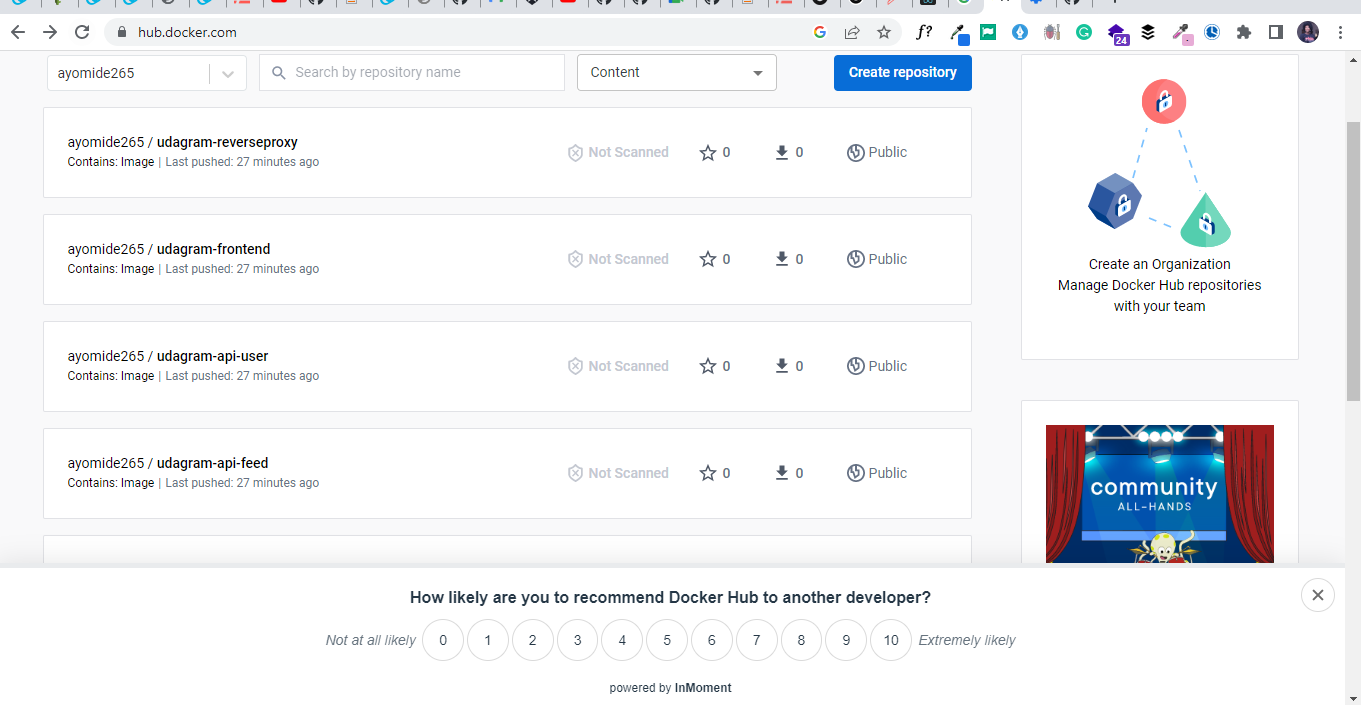 hub.docker.com
f?
24
ayomide265
Search by repository name
Content
Create repository
ayomide265 / udagram-reverseproxy
Contains: Image | Last pushed: 27 minutes ago
Not Scanned
0
0
Public
ayomide265 / udagram-frontend
Contains: Image | Last pushed: 27 minutes ago
Not Scanned
0
0
Public
ayomide265 / udagram-api-user
Contains: Image | Last pushed: 27 minutes ago
Not Scanned
0
0
Public
ayomide265 / udagram-api-feed
Contains: Image | Last pushed: 27 minutes ago
Not Scanned
0
0
Public
Create an Organization
Manage Docker Hub repositories
with your team
community
ALL-HANDS
How likely are you to recommend Docker Hub to another developer?
Not at all likely 0 1 2 3 4 5 6 7 8 9 10 Extremely likely
powered by InMoment